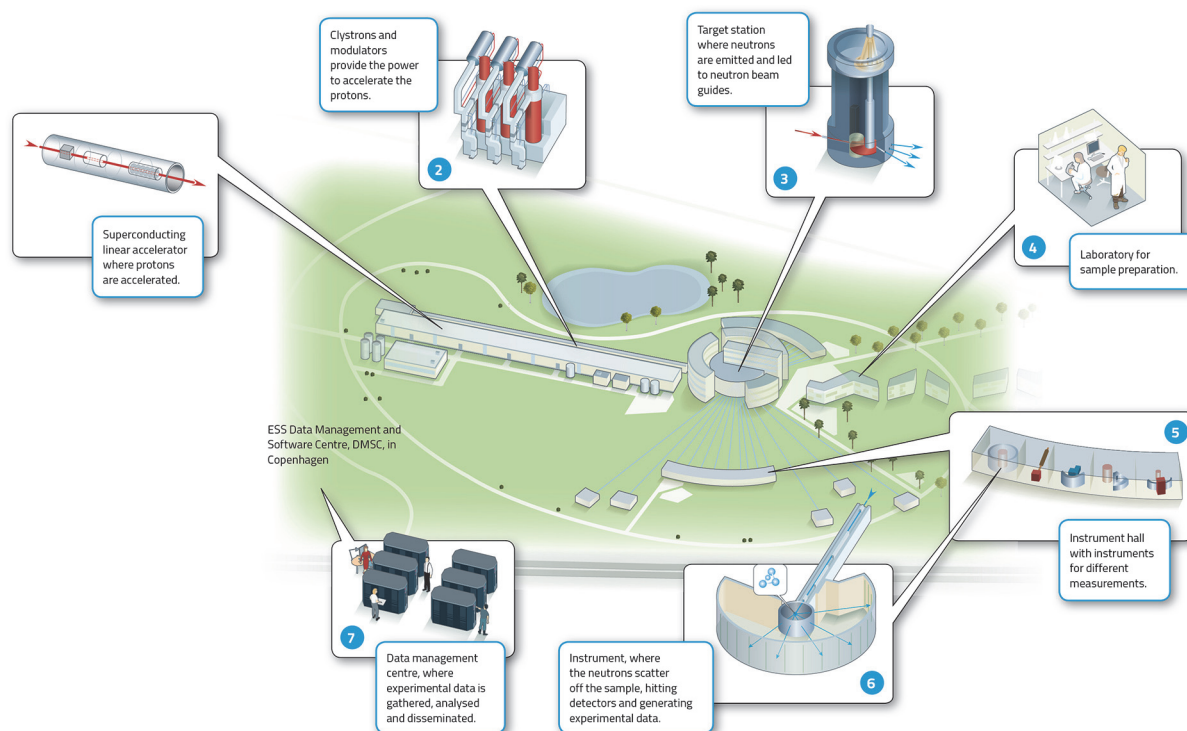 Superconducting
linear accelerator
where protons
are accelerated.
Clystrons and
modulators
provide the power
to accelerate the
protons.
2
Target station
where neutrons
are emitted and led
to neutron beam
guides.
3
4
Laboratory for
sample preparation.
5
Instrument hall
with instruments
for different
measurements.
6
Instrument, where
the neutrons scatter
off the sample, hitting
detectors and generating
experimental data.
ESS Data Management and
Software Centre, DMSC, in
Copenhagen
7
Data management
centre, where
experimental data is
gathered, analysed
and disseminated.